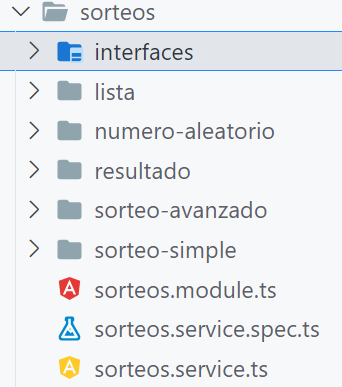 sorteos
interfaces
lista
numero-aleatorio
resultado
sorteo-avanzado
sorteo-simple
sorteos.module.ts
sorteos.service.spec.ts
sorteos.service.ts